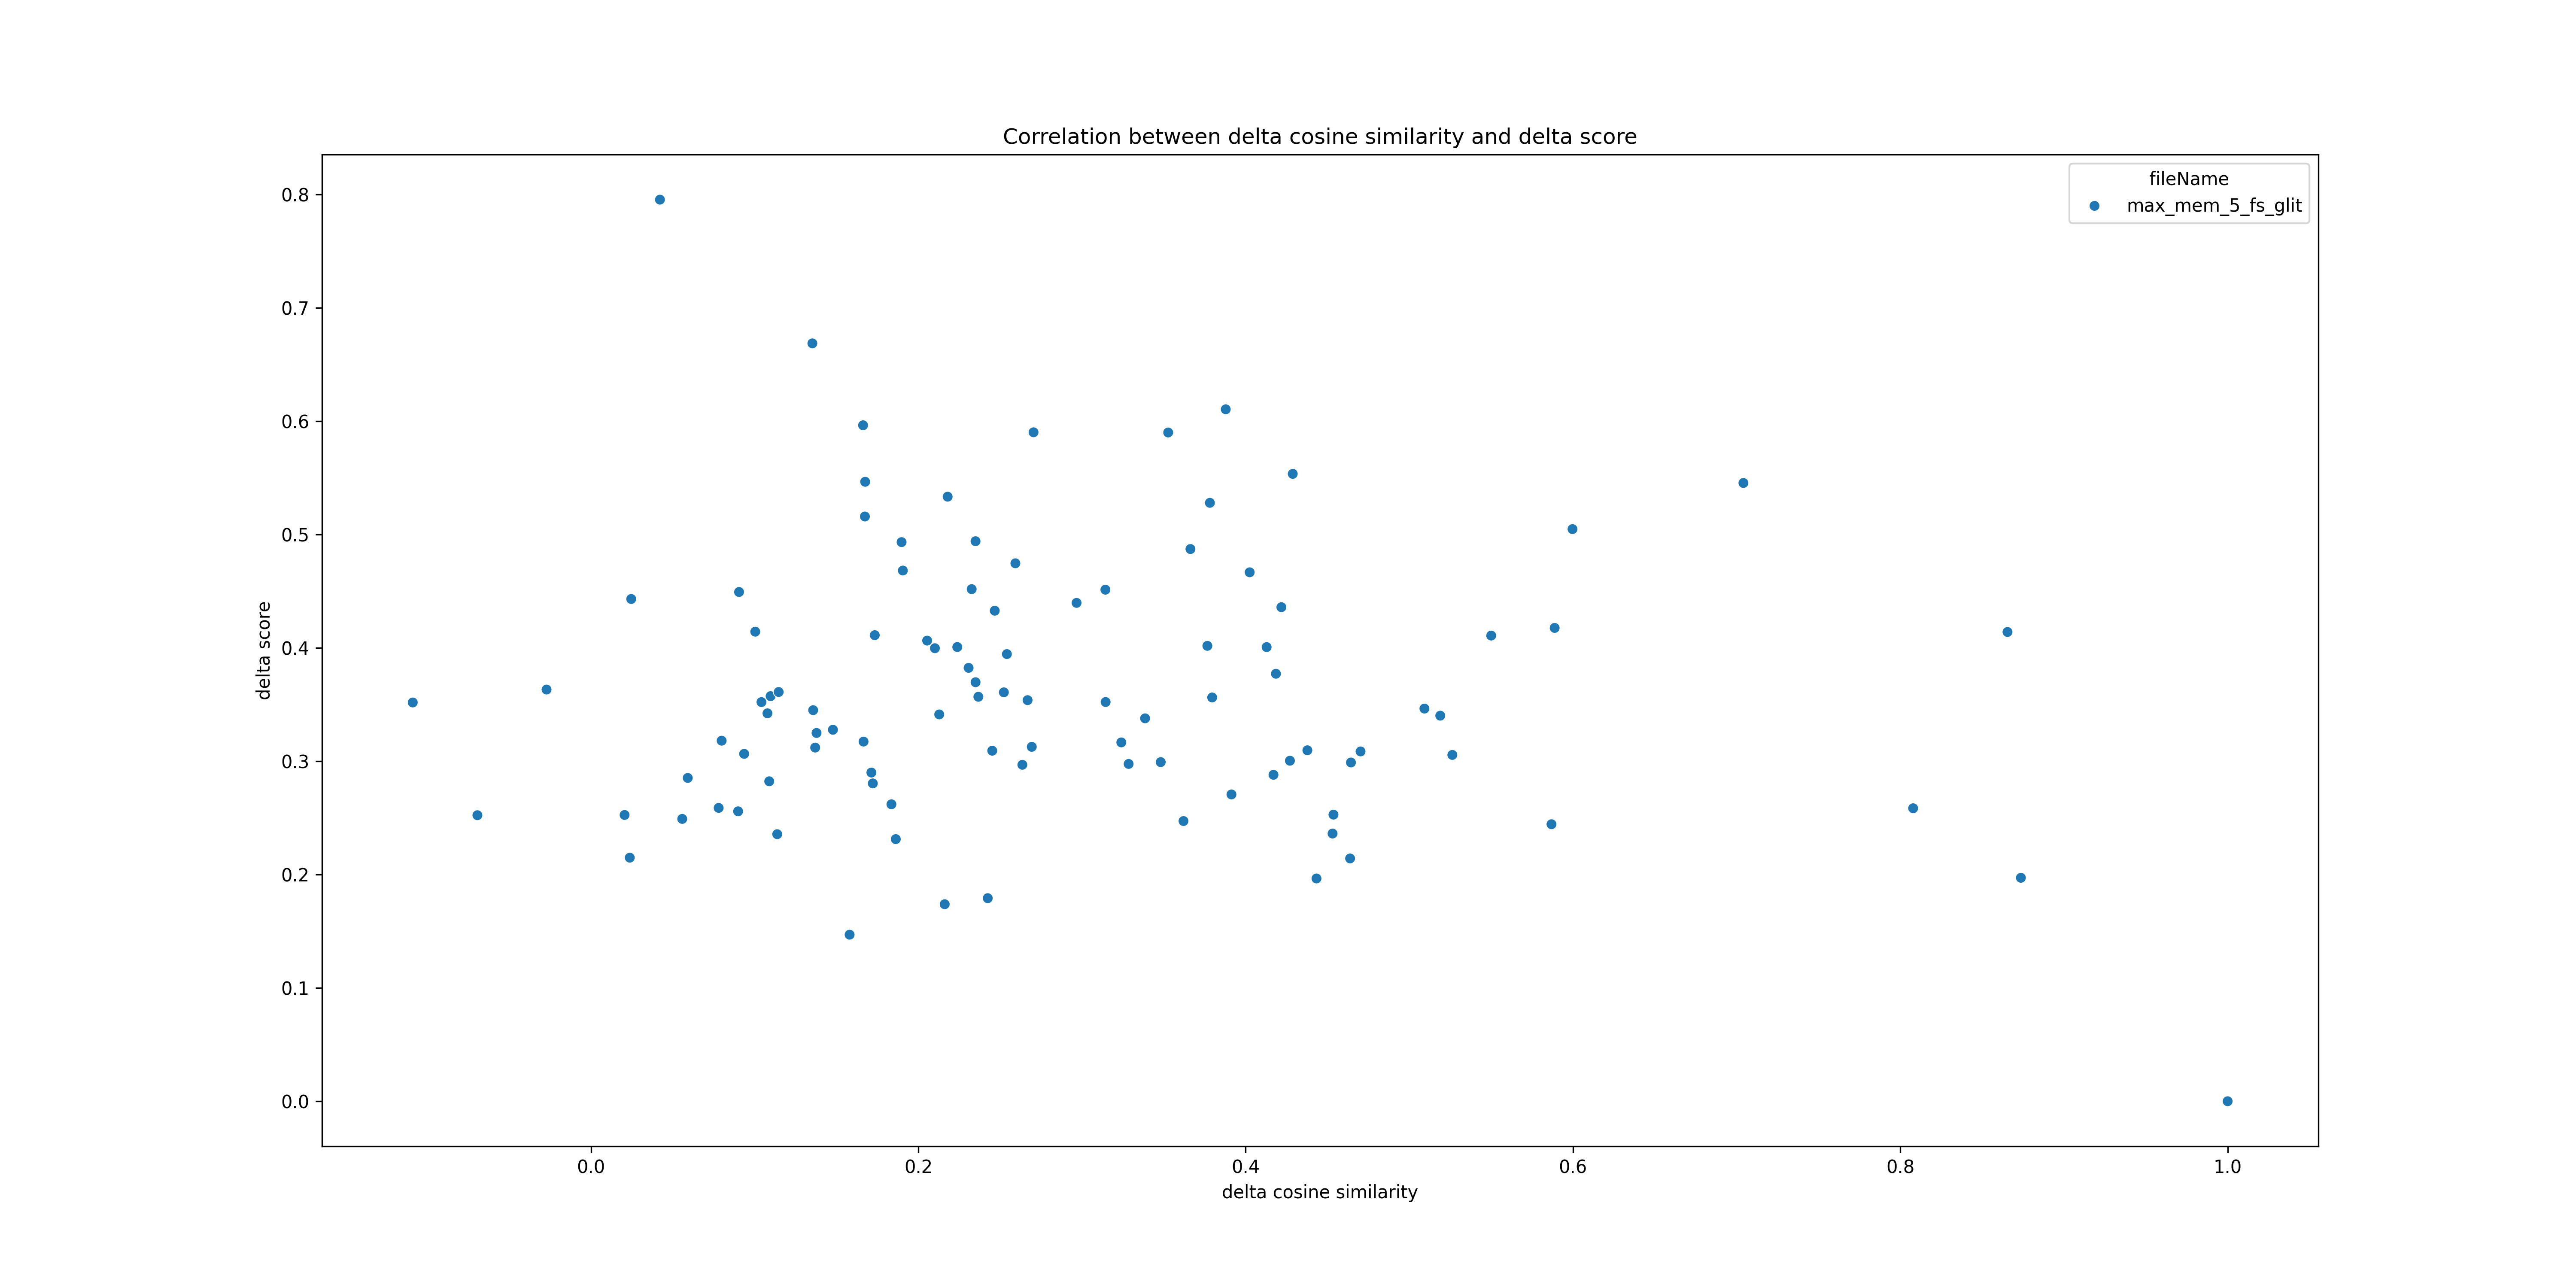 Correlation between delta cosine similarity and delta score
fileName
max_mem_5_fs_glit
0.8
0.7
0.6
0.5
0.4
0.3
0.2
0.1
0.0
delta score
0.0 0.2 0.4 0.6 0.8 1.0
delta cosine similarity